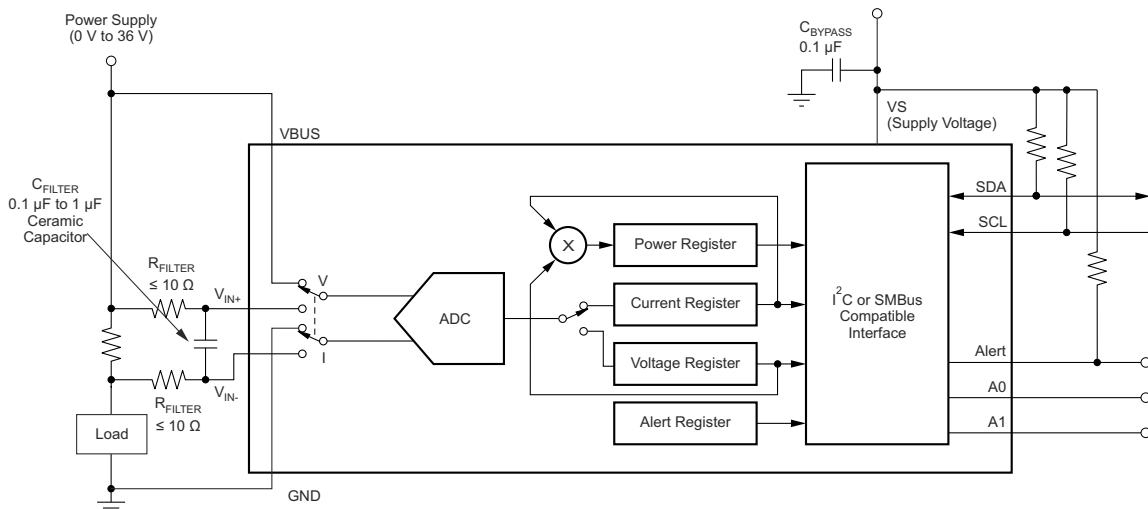 Power Supply
(0 V to 36 V)
C_BYPASS
0.1 µF
VS
(Supply Voltage)
VBUS
C_FILTER
0.1 µF to 1 µF
Ceramic
Capacitor
R_FILTER
≤ 10 Ω
V_IN+
V
ADC
X
Power Register
Current Register
Voltage Register
Alert Register
I²C or SMBus
Compatible
Interface
SDA
SCL
Alert
A0
A1
I
V_IN-
R_FILTER
≤ 10 Ω
Load
GND